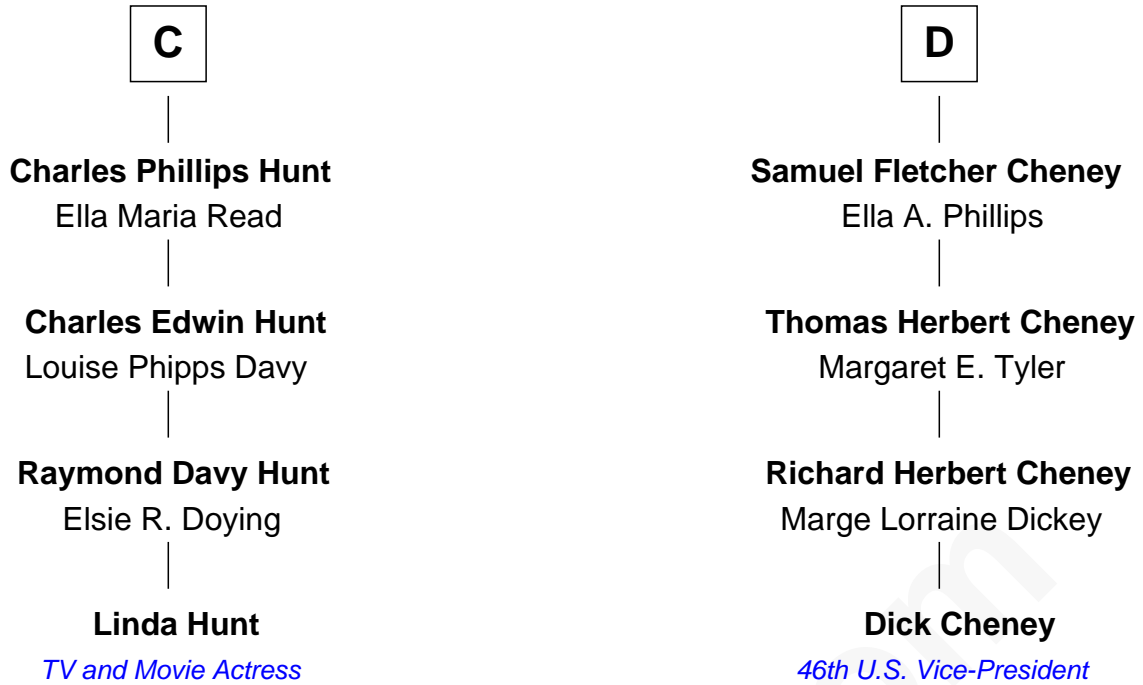 C
D
Charles Phillips Hunt
Ella Maria Read
Samuel Fletcher Cheney
Ella A. Phillips
Charles Edwin Hunt
Louise Phipps Davy
Thomas Herbert Cheney
Margaret E. Tyler
Raymond Davy Hunt
Elsie R. Doying
Richard Herbert Cheney
Marge Lorraine Dickey
Linda Hunt
TV and Movie Actress
Dick Cheney
46th U.S. Vice-President